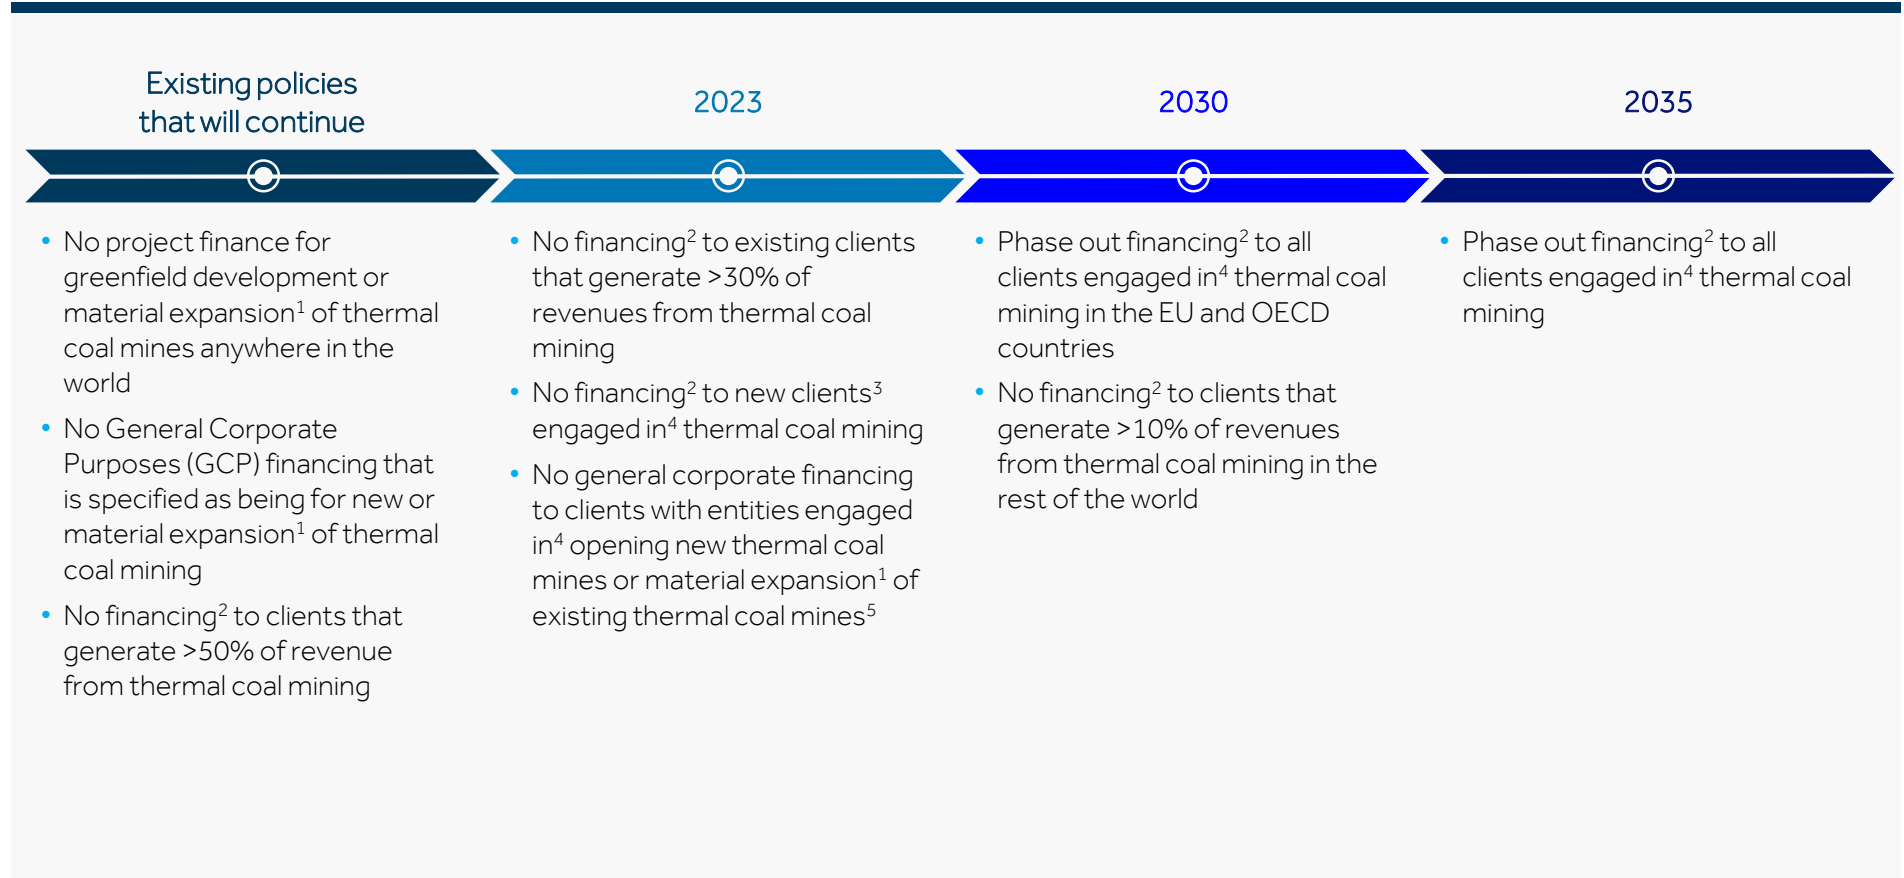 Existing policies
that will continue
2023
2030
2035
• No project finance for
greenfield development or
material expansion¹ of thermal
coal mines anywhere in the
world
• No General Corporate
Purposes (GCP) financing that
is specified as being for new or
material expansion¹ of thermal
coal mining
• No financing² to clients that
generate >50% of revenue
from thermal coal mining
• No financing² to existing clients
that generate >30% of
revenues from thermal coal
mining
• No financing² to new clients³
engaged in⁴ thermal coal mining
• No general corporate financing
to clients with entities engaged
in⁴ opening new thermal coal
mines or material expansion¹ of
existing thermal coal mines⁵
• Phase out financing² to all
clients engaged in⁴ thermal coal
mining in the EU and OECD
countries
• No financing² to clients that
generate >10% of revenues
from thermal coal mining in the
rest of the world
• Phase out financing² to all
clients engaged in⁴ thermal coal
mining